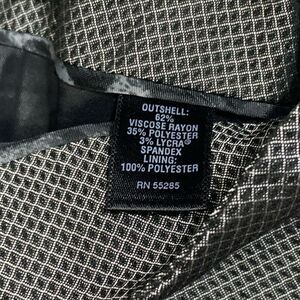 OUTSHELL:
62%
VISCOSE RAYON
35% POLYESTER
3% LYCRA®
SPANDEX
LINING:
100% POLYESTER
RN 55285